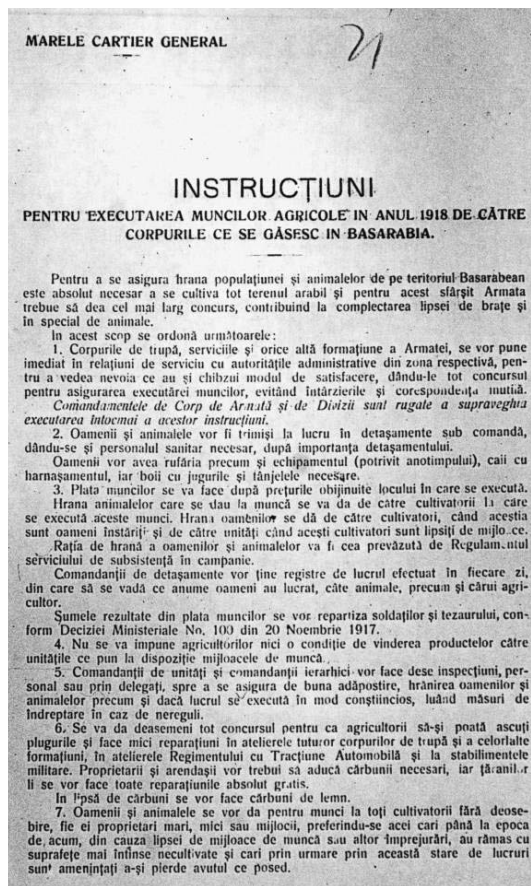 MARELE CARTIER GENERAL
21
INSTRUCȚIUNI
PENTRU EXECUTAREA MUNCILOR AGRICOLE IN ANUL 1918 DE CĂTRE
CORPURILE CE SE GĂSESC IN BASARABIA.
Pentru a se asigura hrana populațiunei și animalelor de pe teritoriul Basarabean
este absolut necesar a se cultiva tot terenul arabil și pentru acest sfârșit Armata
trebue să dea cel mai larg concurs, contribuind la complectarea lipsei de brațe și
în special de animale.
In acest scop se ordonă următoarele:
1. Corpurile de trupă, serviciile și orice altă formațiune a Armatei, se vor pune
imediat în relațiuni de serviciu cu autoritățile administrative din zona respectivă, pen-
tru a vedea nevoia ce au și chibzui modul de satisfacere, dându-le tot concursul
pentru asigurarea executărei muncilor, evitând întârzierile și corespondența mutilă.
Comandamentele de Corp de Armată și de Divizii sunt rugate a supraveghia
executarea întocmai a acestor instrucțiuni.
2. Oamenii și animalele vor fi trimiși la lucru în detașamente sub comandă,
dându-se și personalul sanitar necesar, după importanța detașamentului.
Oamenii vor avea rufăria precum și echipamentul (potrivit anotimpului), caii cu
harnașamentul, iar boii cu jugurile și tânjelele necesare.
3. Plata muncilor se va face după prețurile obijinuite locului în care se execută.
Hrana animalelor care se dau la muncă se va da de către cultivatorii la care
se execută aceste munci. Hrana oamenilor se dă de către cultivatori, când aceștia
sunt oameni înstăriți și de către unități când acești cultivatori sunt lipsiți de mijloace.
Rația de hrană a oamenilor și animalelor va fi cea prevăzută de Regulamentul
serviciului de subsistență în campanie.
Comandanții de detașamente vor ține registre de lucrul efectuat în fiecare zi,
din care să se vadă ce anume oameni au lucrat, câte animale, precum și cărui agri-
cultor.
Sumele rezultate din plata muncilor se vor repartiza soldaților și tezaurului, con-
form Deciziei Ministeriale No. 100 din 20 Noembrie 1917.
4. Nu se va impune agricultorilor nici o condiție de vinderea productelor către
unitățile ce pun la dispoziție mijloacele de muncă.
5. Comandanții de unități și comandanții ierarhici vor face dese inspecțiuni, per-
sonal sau prin delegați, spre a se asigura de buna adăpostire, hrănirea oamenilor și
animalelor precum și dacă lucrul se execută în mod conștiincios, luând măsuri de
îndreptare în caz de nereguli.
6. Se va da deasemeni tot concursul pentru ca agricultorii să-și poată ascuți
plugurile și face mici reparațiuni în atelierele tuturor corpurilor de trupă și a celorlalte
formațiuni, în atelierele Regimentului cu Tracțiune Automobilă și la stabilimentele
militare. Proprietarii și arendașii vor trebui să aducă cărbunii necesari, iar țăranilor
li se vor face toate reparațiunile absolut gratis.
In lipsă de cărbuni se vor face cărbuni de lemn.
7. Oamenii și animalele se vor da pentru munci la toți cultivatorii fără deose-
bire, fie ei proprietari mari, mici sau mijlocii, preferindu-se acei cari până la epoca
de acum, din cauza lipsei de mijloace de muncă sau altor împrejurări, au rămas cu
suprafețe mai întinse necultivate și cari prin urmare prin această stare de lucruri
sunt amenințați a-și pierde avutul ce posed.